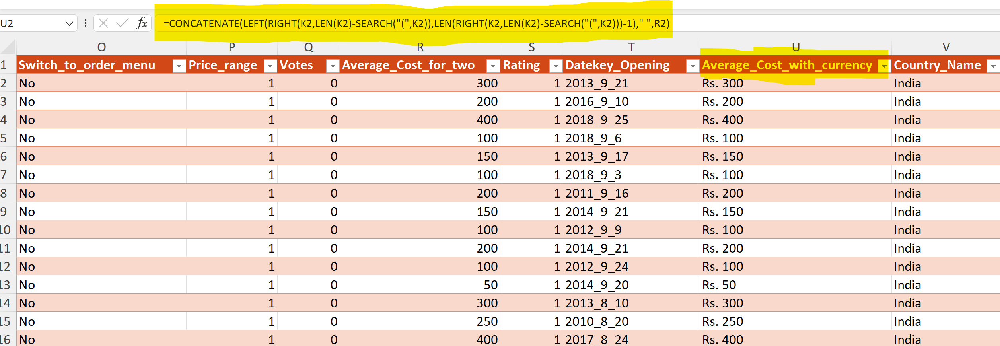 U2 fx =CONCATENATE(LEFT(RIGHT(K2,LEN(K2)-SEARCH("(",K2)),LEN(RIGHT(K2,LEN(K2)-SEARCH("(",K2)))-1)," ",R2)
O P Q R S T U V
1 Switch_to_order_menu Price_range Votes Average_Cost_for_two Rating Datekey_Opening Average_Cost_with_currency Country_Name
2 No 1 0 300 1 2013_9_21 Rs. 300 India
3 No 1 0 200 1 2016_9_10 Rs. 200 India
4 No 1 0 400 1 2018_9_25 Rs. 400 India
5 No 1 0 100 1 2018_9_6 Rs. 100 India
6 No 1 0 150 1 2013_9_17 Rs. 150 India
7 No 1 0 100 1 2018_9_3 Rs. 100 India
8 No 1 0 200 1 2011_9_16 Rs. 200 India
9 No 1 0 150 1 2014_9_21 Rs. 150 India
10 No 1 0 100 1 2012_9_9 Rs. 100 India
11 No 1 0 200 1 2014_9_21 Rs. 200 India
12 No 1 0 100 1 2012_9_24 Rs. 100 India
13 No 1 0 50 1 2014_9_20 Rs. 50 India
14 No 1 0 300 1 2013_8_10 Rs. 300 India
15 No 1 0 250 1 2010_8_20 Rs. 250 India
16 No 1 0 400 1 2017_8_24 Rs. 400 India